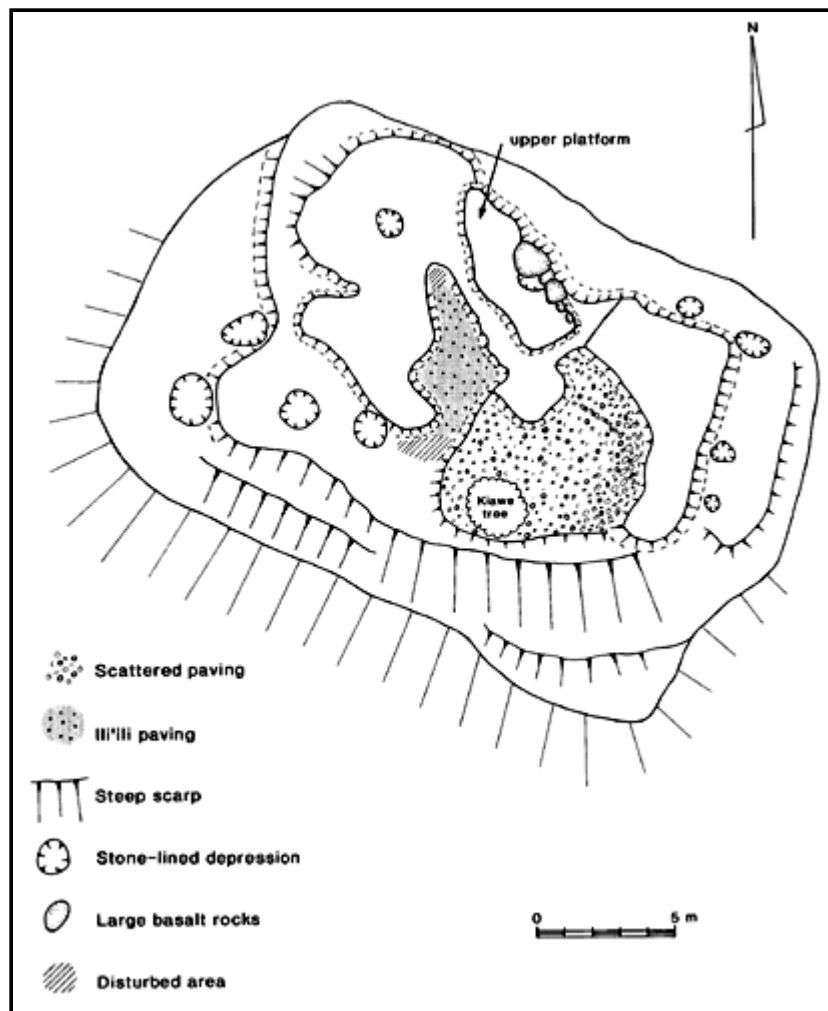 N
upper platform
Kiawe
tree
Scattered paving
Ili'ili paving
Steep scarp
Stone-lined depression
Large basalt rocks
Disturbed area
0 5 m